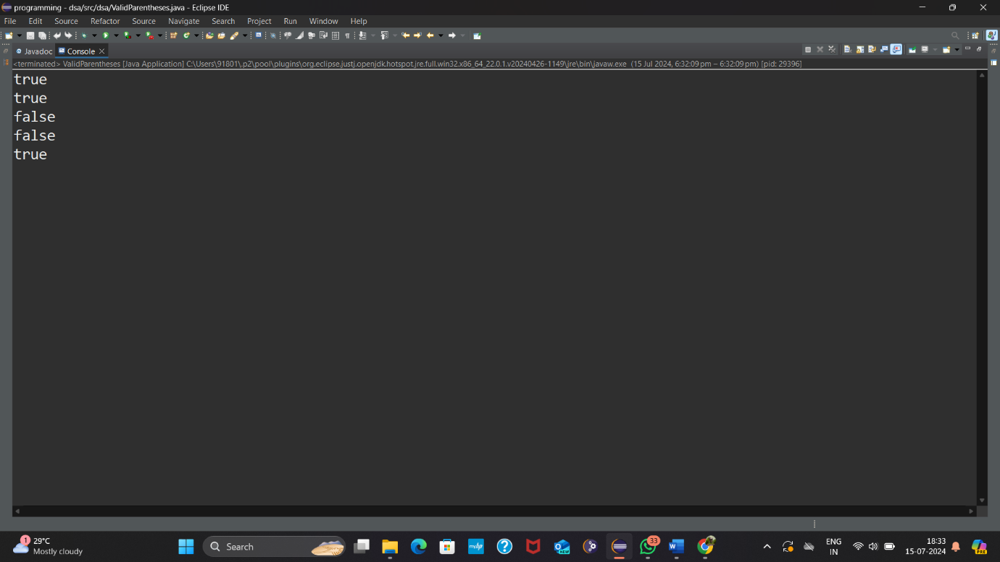 programming - dsa/src/dsa/ValidParentheses.java - Eclipse IDE
File Edit Source Refactor Source Navigate Search Project Run Window Help
Javadoc Console
<terminated> ValidParentheses [Java Application] C:\Users\91801\.p2\pool\plugins\org.eclipse.justj.openjdk.hotspot.jre.full.win32.x86_64_22.0.1.v20240426-1149\jre\bin\javaw.exe (15 Jul 2024, 6:32:09 pm – 6:32:09 pm) [pid: 29396]
true
true
false
false
true
1
29°C
Mostly cloudy
Search
myhp
NEW
33
ENG
IN
18:33
15-07-2024
PRE